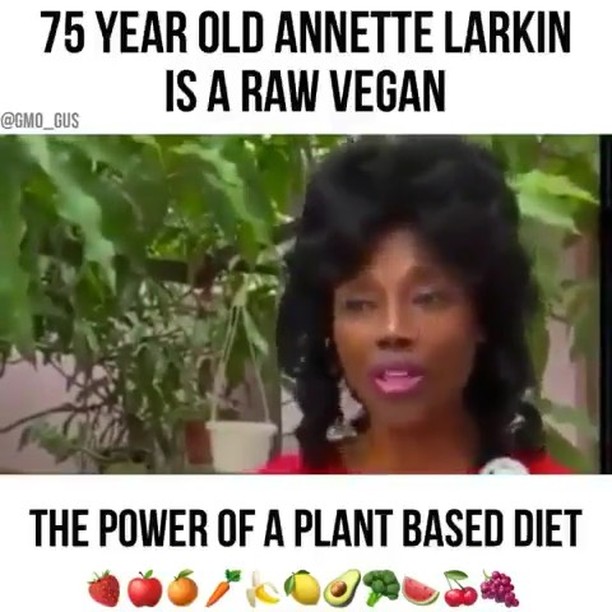 75 YEAR OLD ANNETTE LARKIN
IS A RAW VEGAN
@GMO_GUS
THE POWER OF A PLANT BASED DIET